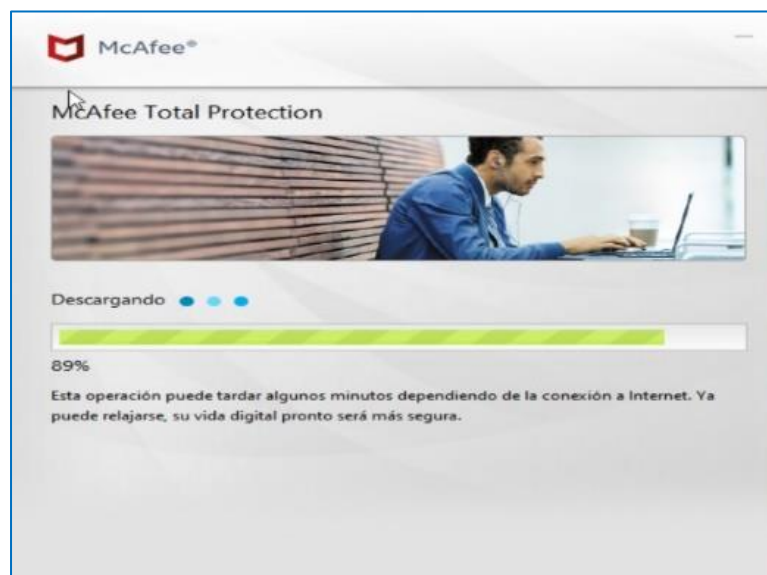 McAfee®
McAfee Total Protection
Descargando
89%
Esta operación puede tardar algunos minutos dependiendo de la conexión a Internet. Ya
puede relajarse, su vida digital pronto será más segura.